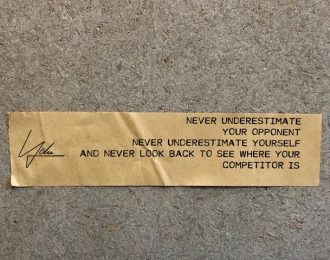 NEVER UNDERESTIMATE
YOUR OPPONENT
NEVER UNDERESTIMATE YOURSELF
AND NEVER LOOK BACK TO SEE WHERE YOUR
COMPETITOR IS